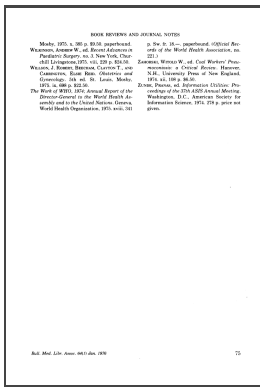 BOOK REVIEWS AND JOURNAL NOTES
Mosby, 1975. x, 365 p. $9.50. paperbound.
WILKINSON, ANDREW W., ed. Recent Advances in
Paediatric Surgery, no. 3. New York, Chur-
chill Livingstone, 1975. viii, 229 p. $24.50.
WILLSON, J. ROBERT, BEECHAM, CLAYTON T., AND
CARRINGTON, ELSIE REID. Obstetrics and
Gynecology. 5th ed. St. Louis, Mosby,
1975. ix, 698 p. $22.50.
The Work of WHO, 1974; Annual Report of the
Director-General to the World Health As-
sembly and to the United Nations. Geneva,
World Health Organization, 1975. xviii, 341
p. Sw. fr. 18.—. paperbound. (Official Rec-
ords of the World Health Association, no.
221.)
ZAHORSKI, WITOLD W., ed. Coal Workers' Pneu-
moconiosis: a Critical Review. Hanover,
N.H., University Press of New England,
1974. xii, 108 p. $6.50.
ZUNDE, PRANAS, ed. Information Utilities: Pro-
ceedings of the 37th ASIS Annual Meeting.
Washington, D.C., American Society for
Information Science, 1974. 276 p. price not
given.
Bull. Med. Libr. Assoc. 64(1) Jan. 1976
75